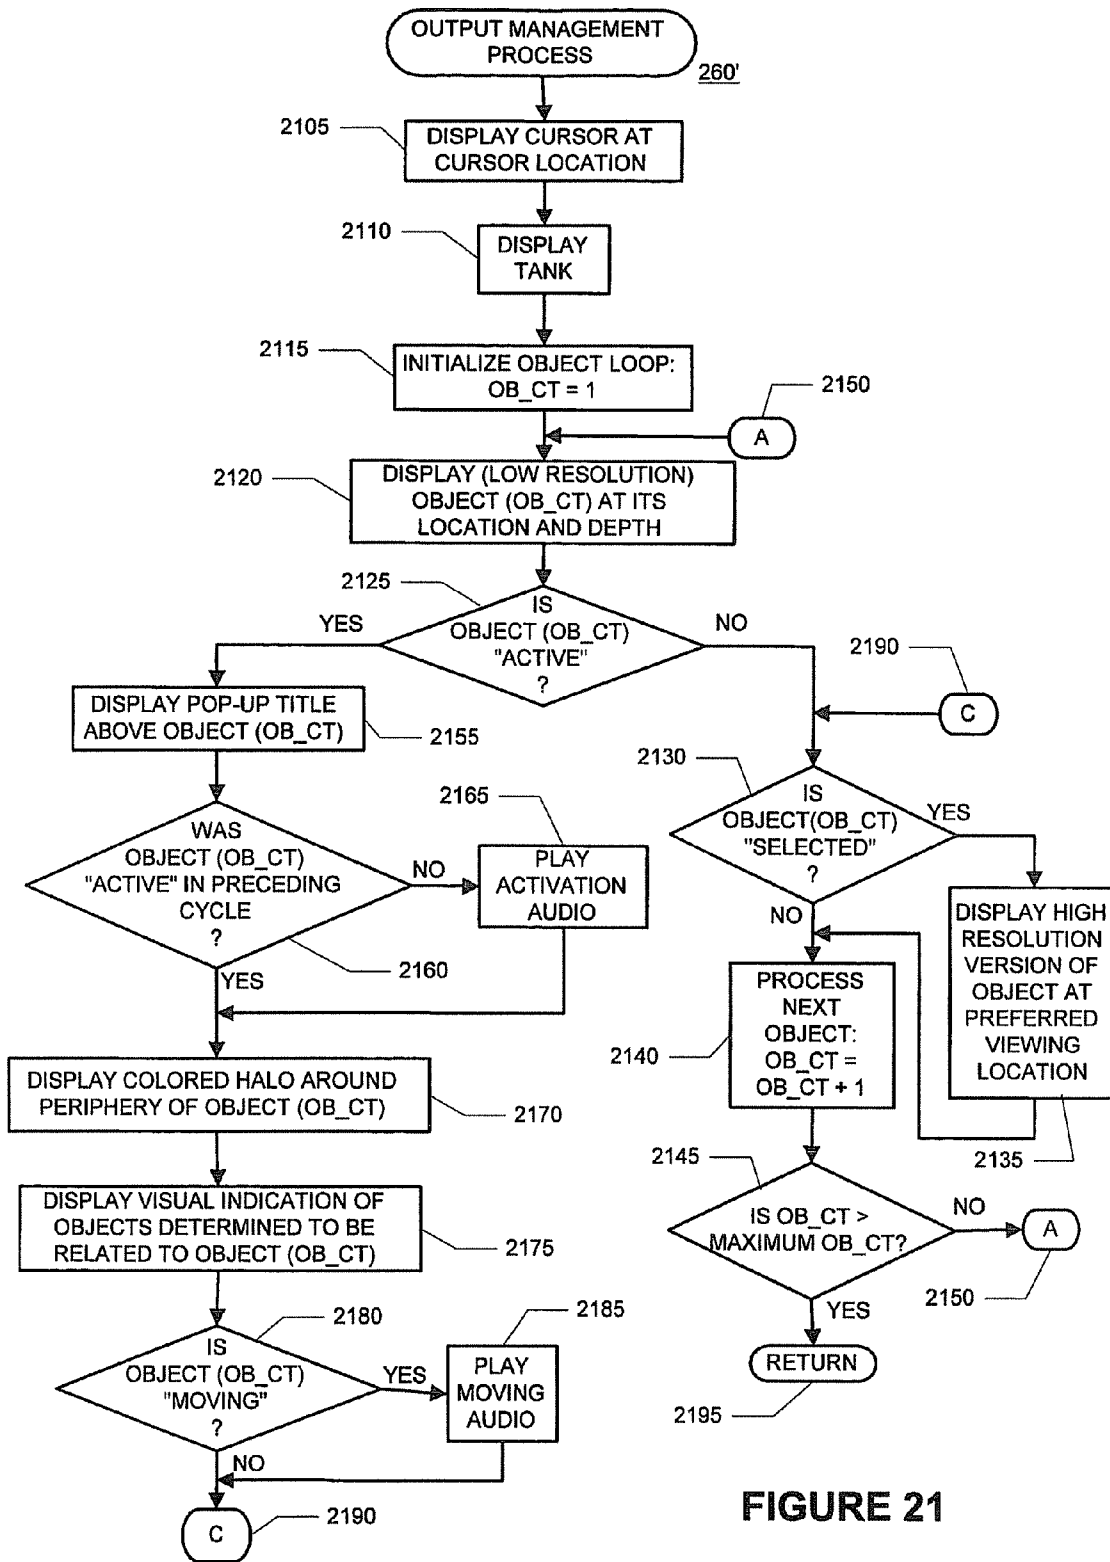 OUTPUT MANAGEMENT
PROCESS
260'
2105
DISPLAY CURSOR AT
CURSOR LOCATION
2110
DISPLAY
TANK
2115
INITIALIZE OBJECT LOOP:
OB_CT = 1
2150
A
2120
DISPLAY (LOW RESOLUTION)
OBJECT (OB_CT) AT ITS
LOCATION AND DEPTH
2125
IS
OBJECT (OB_CT)
"ACTIVE"
?
YES
NO
DISPLAY POP-UP TITLE
ABOVE OBJECT (OB_CT)
2155
WAS
OBJECT (OB_CT)
"ACTIVE" IN PRECEDING
CYCLE
?
2160
NO
YES
2165
PLAY
ACTIVATION
AUDIO
DISPLAY COLORED HALO AROUND
PERIPHERY OF OBJECT (OB_CT)
2170
DISPLAY VISUAL INDICATION OF
OBJECTS DETERMINED TO BE
RELATED TO OBJECT (OB_CT)
2175
2180
IS
OBJECT (OB_CT)
"MOVING"
?
YES
NO
2185
PLAY
MOVING
AUDIO
C
2190
2190
C
2130
IS
OBJECT(OB_CT)
"SELECTED"
?
YES
NO
DISPLAY HIGH
RESOLUTION
VERSION OF
OBJECT AT
PREFERRED
VIEWING
LOCATION
2135
PROCESS
NEXT
OBJECT:
OB_CT =
OB_CT + 1
2140
2145
IS OB_CT >
MAXIMUM OB_CT?
NO
A
2150
YES
RETURN
2195
FIGURE 21